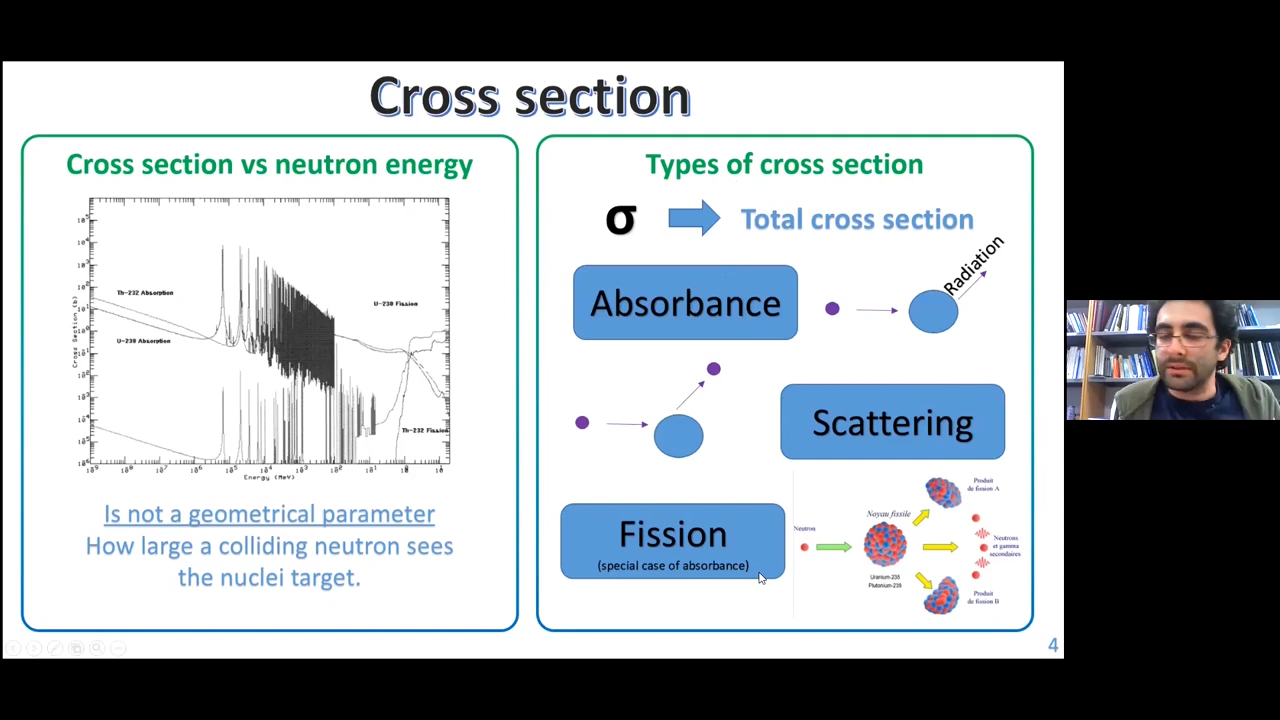 Cross section
Cross section vs neutron energy
Th-232 Absorption
U-238 Absorption
U-238 Fission
Th-232 Fission
Cross Section (b)
Energy (MeV)
Is not a geometrical parameter
How large a colliding neutron sees
the nuclei target.
Types of cross section
σ
Total cross section
Absorbance
Radiation
Scattering
Fission
(special case of absorbance)
Neutron
Noyau fissile
Uranium-235
Plutonium-239
Produit
de fission A
Neutrons
et gamma
secondaires
Produit
de fission B
4